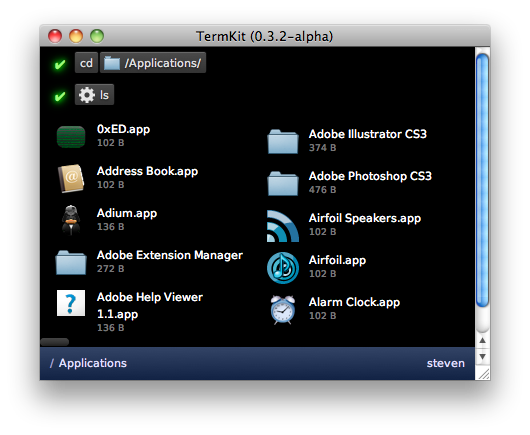 TermKit (0.3.2-alpha)
cd /Applications/
ls
0xED.app
102 B
Address Book.app
102 B
Adium.app
136 B
Adobe Extension Manager
272 B
Adobe Help Viewer
1.1.app
136 B
Adobe Illustrator CS3
374 B
Adobe Photoshop CS3
476 B
Airfoil Speakers.app
102 B
Airfoil.app
102 B
Alarm Clock.app
102 B
/ Applications
steven